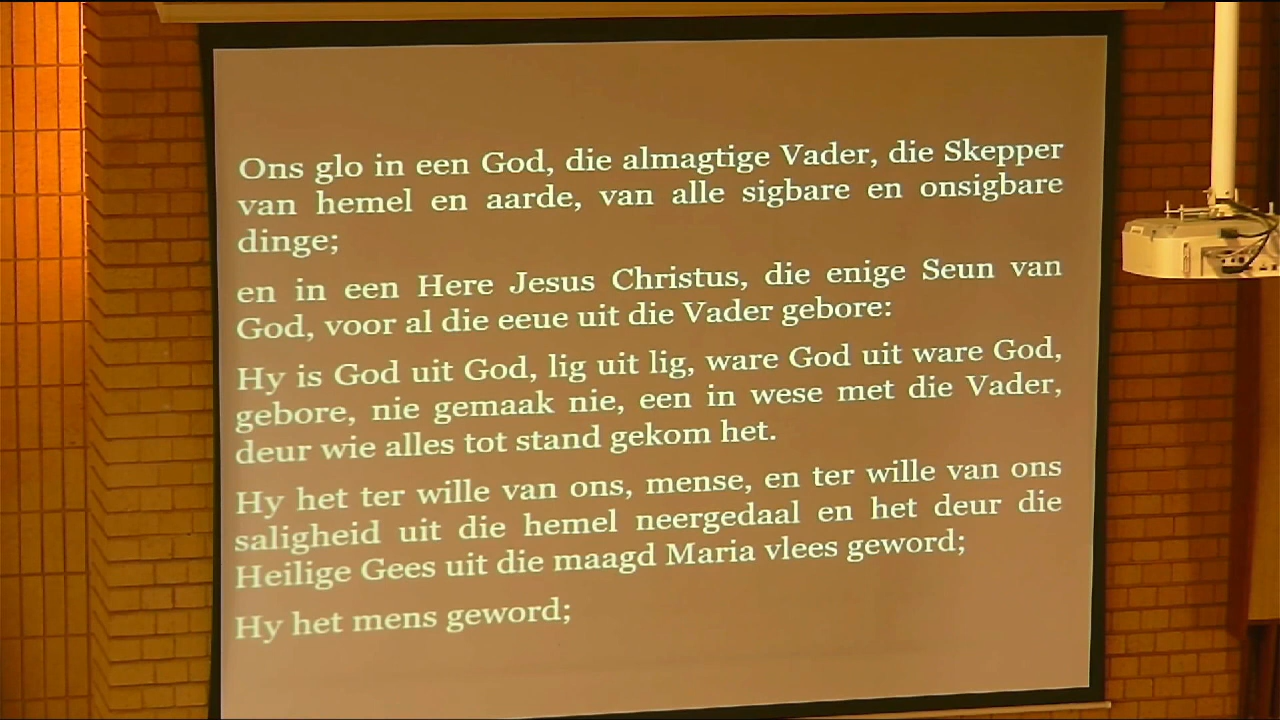 Ons glo in een God, die almagtige Vader, die Skepper
van hemel en aarde, van alle sigbare en onsigbare
dinge;
en in een Here Jesus Christus, die enige Seun van
God, voor al die eeue uit die Vader gebore:
Hy is God uit God, lig uit lig, ware God uit ware God,
gebore, nie gemaak nie, een in wese met die Vader,
deur wie alles tot stand gekom het.
Hy het ter wille van ons, mense, en ter wille van ons
saligheid uit die hemel neergedaal en het deur die
Heilige Gees uit die maagd Maria vlees geword;
Hy het mens geword;